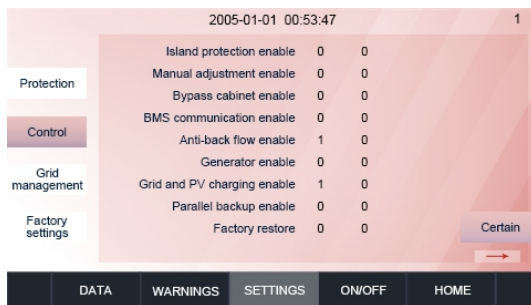 2005-01-01 00:53:47 1
Island protection enable 0 0
Manual adjustment enable 0 0
Bypass cabinet enable 0 0
BMS communication enable 0 0
Anti-back flow enable 1 0
Generator enable 0 0
Grid and PV charging enable 1 0
Parallel backup enable 0 0
Factory restore 0 0
Protection
Control
Grid
management
Factory
settings
Certain
DATA WARNINGS SETTINGS ON/OFF HOME